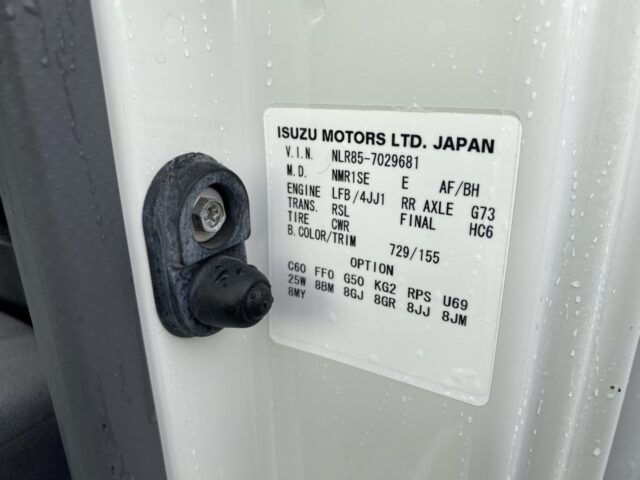 ISUZU MOTORS LTD. JAPAN
V.I.N. NLR85-7029681
M.D. NMR1SE E AF/BH
ENGINE LFB/4JJ1 RR AXLE G73
TRANS. RSL FINAL HC6
TIRE CWR
B.COLOR/TRIM 729/155
OPTION
C60 FF0 G50 KG2 RPS U69
25W 8BM 8GJ 8GR 8JJ 8JM
8MY